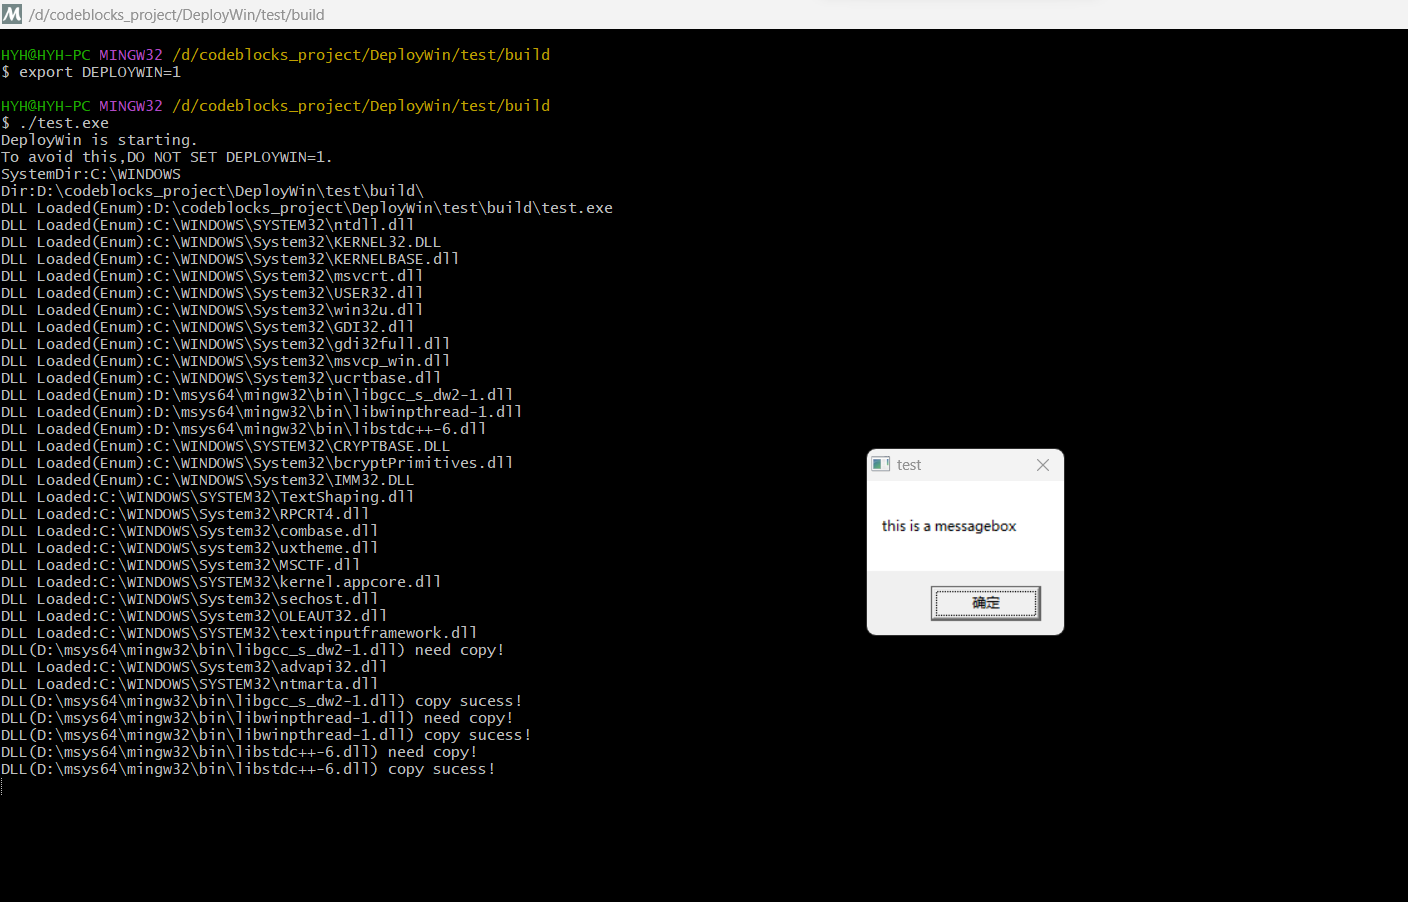 /d/codeblocks_project/DeployWin/test/build
HYH@HYH-PC MINGW32 /d/codeblocks_project/DeployWin/test/build
$ export DEPLOYWIN=1
HYH@HYH-PC MINGW32 /d/codeblocks_project/DeployWin/test/build
$ ./test.exe
DeployWin is starting.
To avoid this,DO NOT SET DEPLOYWIN=1.
SystemDir:C:\WINDOWS
Dir:D:\codeblocks_project\DeployWin\test\build\
DLL Loaded(Enum):D:\codeblocks_project\DeployWin\test\build\test.exe
DLL Loaded(Enum):C:\WINDOWS\SYSTEM32\ntdll.dll
DLL Loaded(Enum):C:\WINDOWS\System32\KERNEL32.DLL
DLL Loaded(Enum):C:\WINDOWS\System32\KERNELBASE.dll
DLL Loaded(Enum):C:\WINDOWS\System32\msvcrt.dll
DLL Loaded(Enum):C:\WINDOWS\System32\USER32.dll
DLL Loaded(Enum):C:\WINDOWS\System32\win32u.dll
DLL Loaded(Enum):C:\WINDOWS\System32\GDI32.dll
DLL Loaded(Enum):C:\WINDOWS\System32\gdi32full.dll
DLL Loaded(Enum):C:\WINDOWS\System32\msvcp_win.dll
DLL Loaded(Enum):C:\WINDOWS\System32\ucrtbase.dll
DLL Loaded(Enum):D:\msys64\mingw32\bin\libgcc_s_dw2-1.dll
DLL Loaded(Enum):D:\msys64\mingw32\bin\libwinpthread-1.dll
DLL Loaded(Enum):D:\msys64\mingw32\bin\libstdc++-6.dll
DLL Loaded(Enum):C:\WINDOWS\SYSTEM32\CRYPTBASE.DLL
DLL Loaded(Enum):C:\WINDOWS\System32\bcryptPrimitives.dll
DLL Loaded(Enum):C:\WINDOWS\System32\IMM32.DLL
DLL Loaded:C:\WINDOWS\SYSTEM32\TextShaping.dll
DLL Loaded:C:\WINDOWS\System32\RPCRT4.dll
DLL Loaded:C:\WINDOWS\System32\combase.dll
DLL Loaded:C:\WINDOWS\system32\uxtheme.dll
DLL Loaded:C:\WINDOWS\System32\MSCTF.dll
DLL Loaded:C:\WINDOWS\SYSTEM32\kernel.appcore.dll
DLL Loaded:C:\WINDOWS\System32\sechost.dll
DLL Loaded:C:\WINDOWS\System32\OLEAUT32.dll
DLL Loaded:C:\WINDOWS\SYSTEM32\textinputframework.dll
DLL(D:\msys64\mingw32\bin\libgcc_s_dw2-1.dll) need copy!
DLL Loaded:C:\WINDOWS\System32\advapi32.dll
DLL Loaded:C:\WINDOWS\SYSTEM32\ntmarta.dll
DLL(D:\msys64\mingw32\bin\libgcc_s_dw2-1.dll) copy sucess!
DLL(D:\msys64\mingw32\bin\libwinpthread-1.dll) need copy!
DLL(D:\msys64\mingw32\bin\libwinpthread-1.dll) copy sucess!
DLL(D:\msys64\mingw32\bin\libstdc++-6.dll) need copy!
DLL(D:\msys64\mingw32\bin\libstdc++-6.dll) copy sucess!
test
this is a messagebox
确定